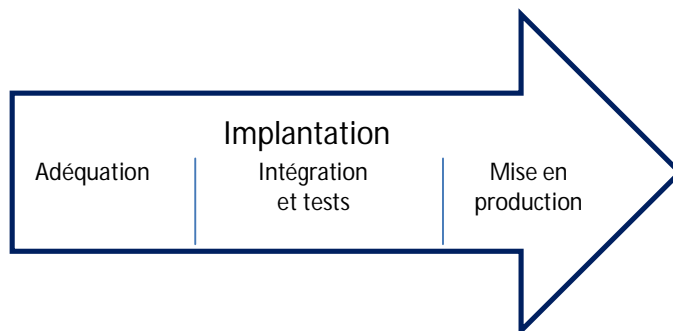 Implantation
Adéquation
Intégration
et tests
Mise en
production